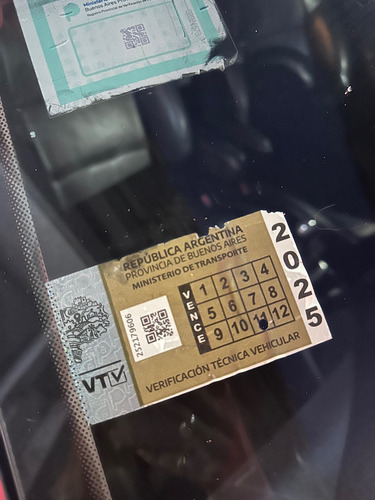 Buenos Aires
REPÚBLICA ARGENTINA
PROVINCIA DE BUENOS AIRES
MINISTERIO DE TRANSPORTE
VENCE
1 2 3 4
5 6 7 8
9 10 11 12
2025
252179606
VTV
VERIFICACIÓN TÉCNICA VEHICULAR